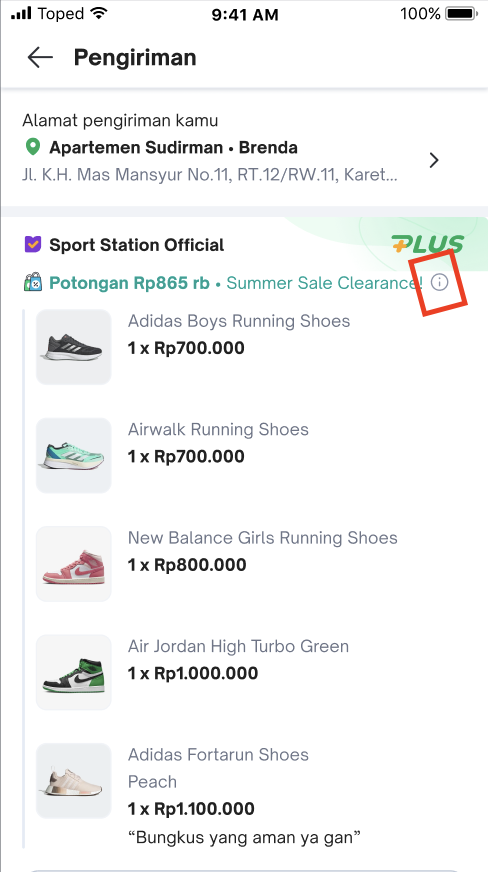 Toped 9:41 AM 100%
Pengiriman
Alamat pengiriman kamu
Apartemen Sudirman • Brenda
Jl. K.H. Mas Mansyur No.11, RT.12/RW.11, Karet...
Sport Station Official PLUS
Potongan Rp865 rb • Summer Sale Clearance!
Adidas Boys Running Shoes
1 x Rp700.000
Airwalk Running Shoes
1 x Rp700.000
New Balance Girls Running Shoes
1 x Rp800.000
Air Jordan High Turbo Green
1 x Rp1.000.000
Adidas Fortarun Shoes
Peach
1 x Rp1.100.000
“Bungkus yang aman ya gan”